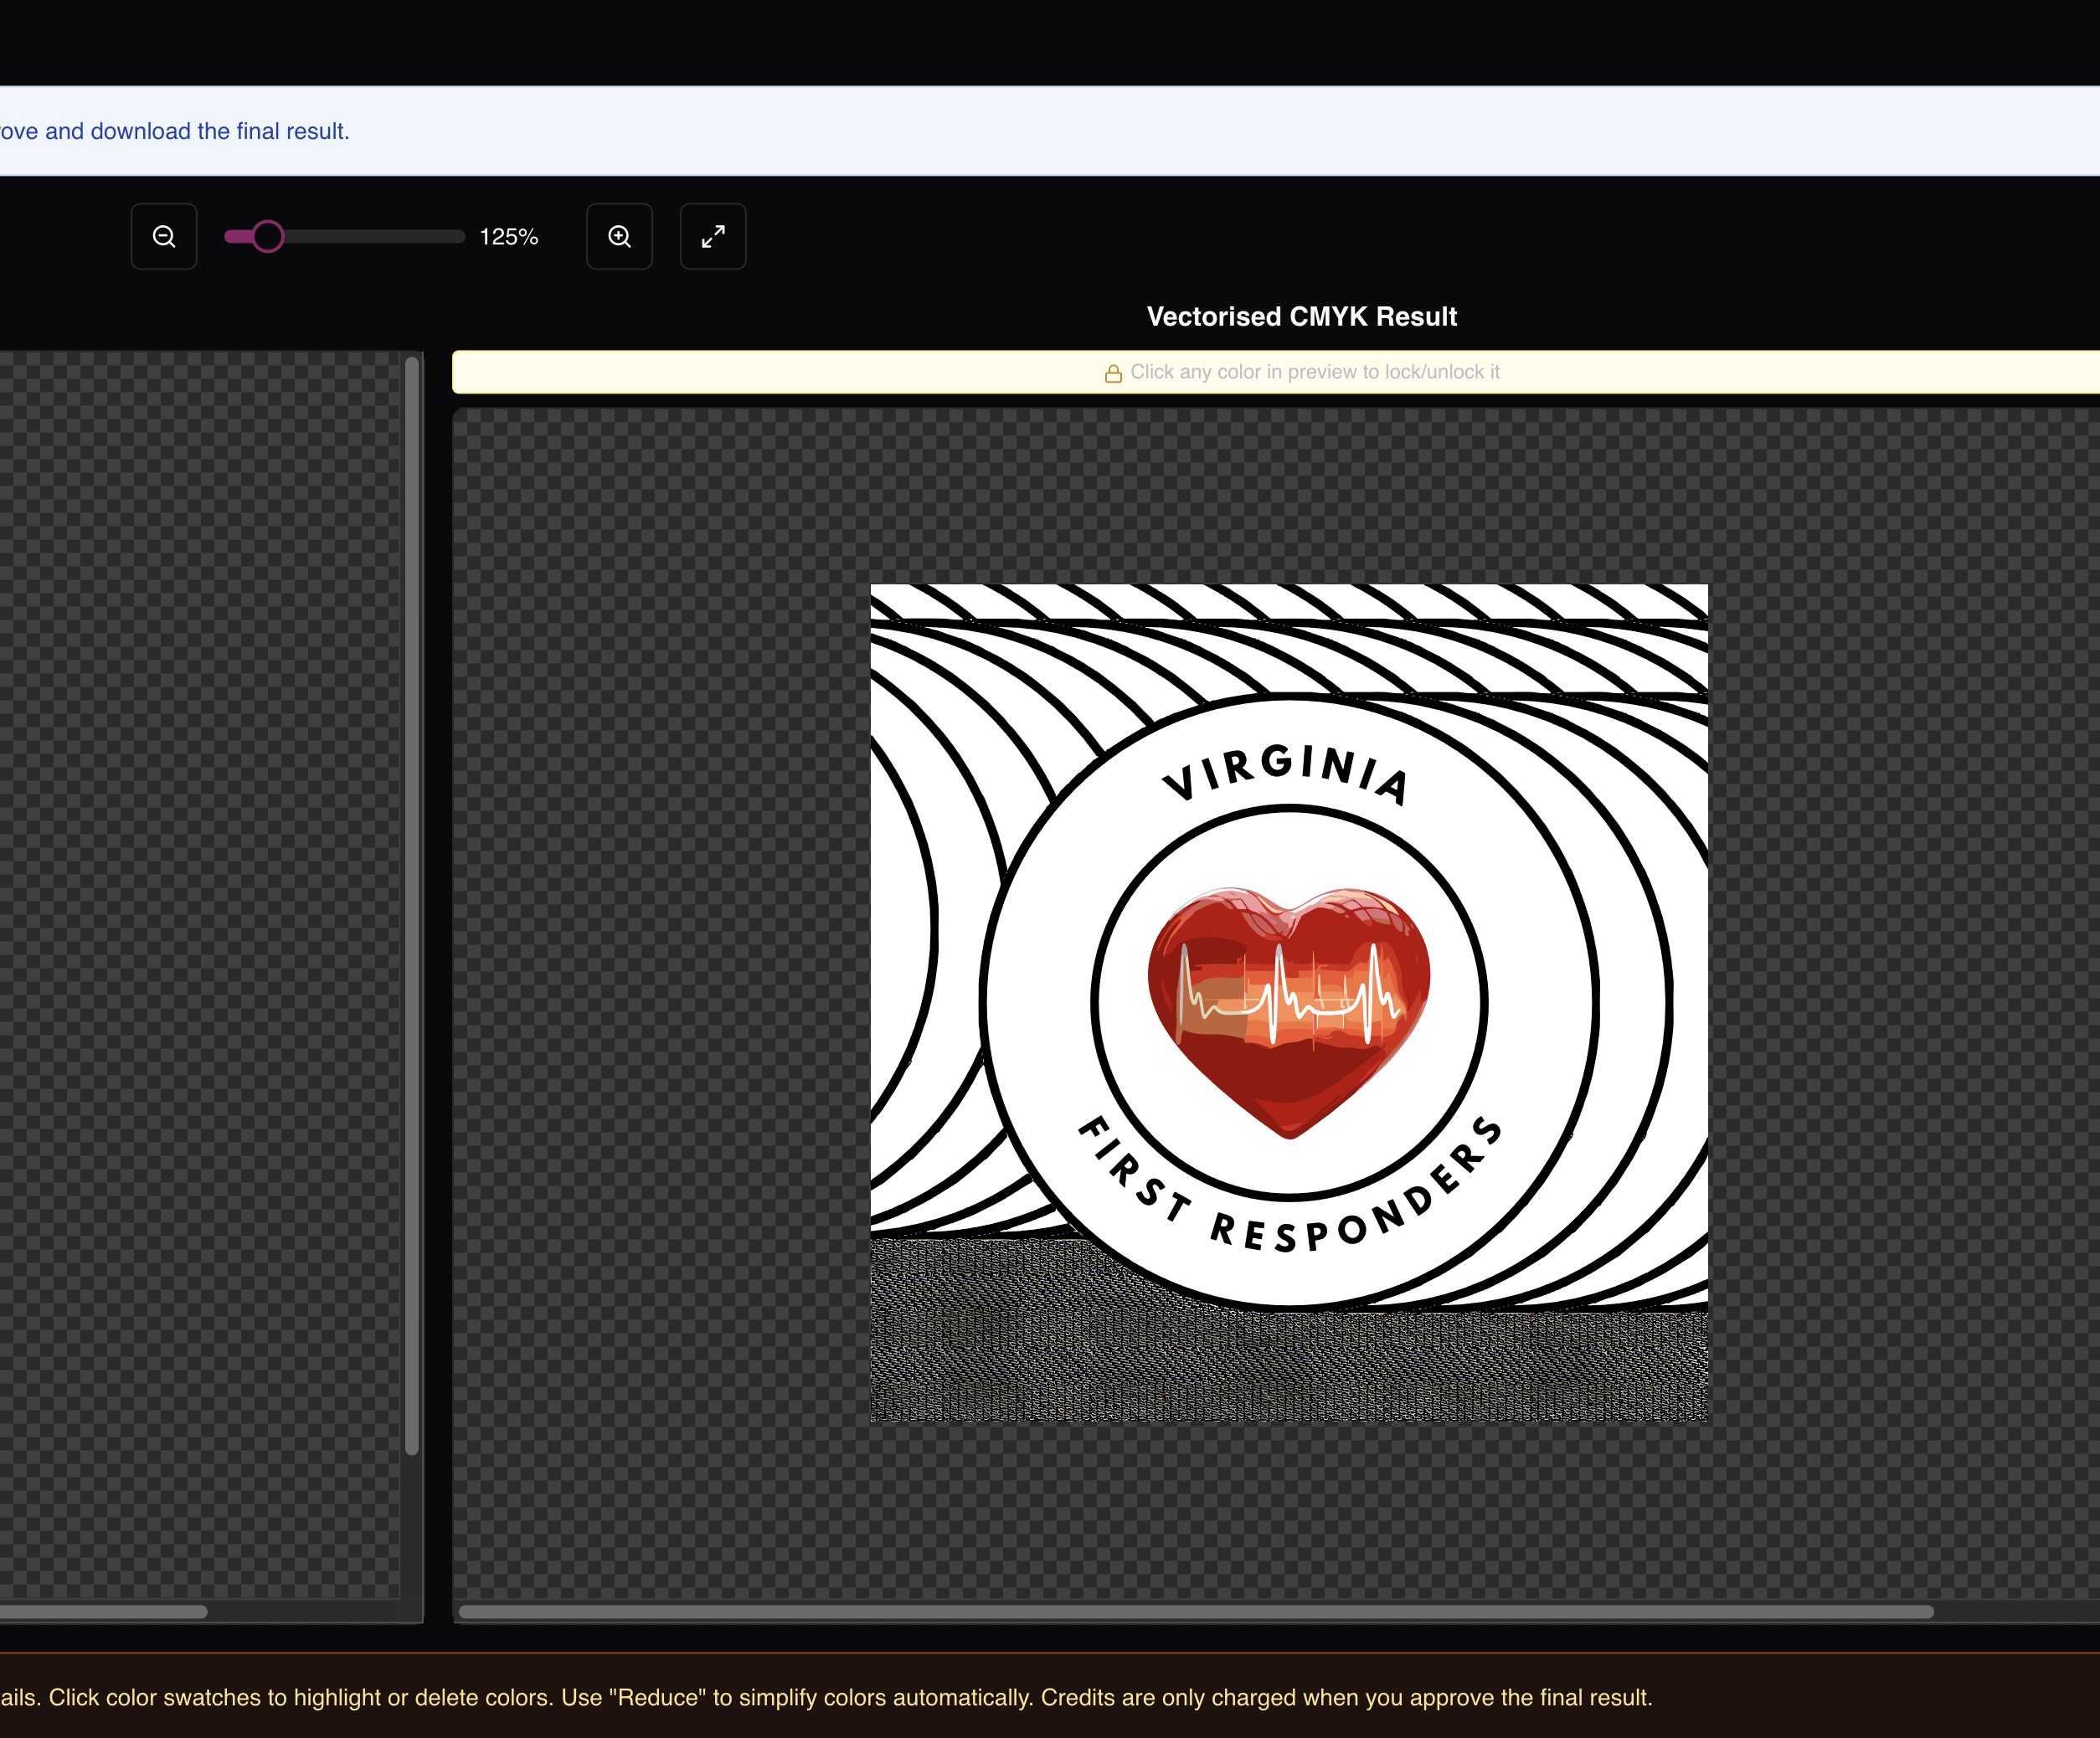 ove and download the final result.
125%
Vectorised CMYK Result
Click any color in preview to lock/unlock it
VIRGINIA
FIRST RESPONDERS
ails. Click color swatches to highlight or delete colors. Use "Reduce" to simplify colors automatically. Credits are only charged when you approve the final result.